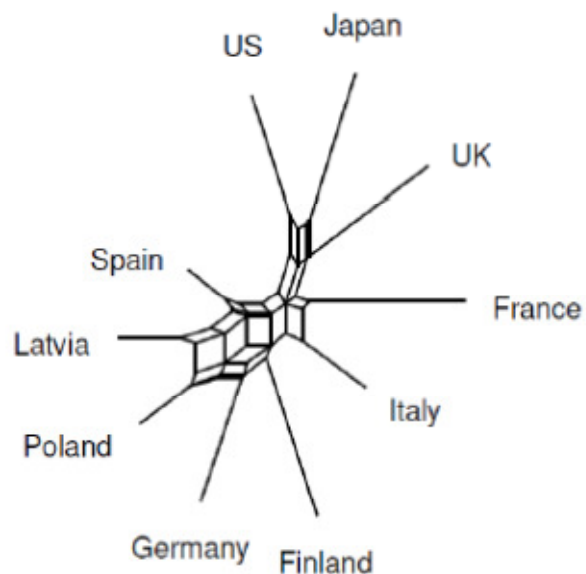 Japan
US
UK
Spain
France
Latvia
Italy
Poland
Germany
Finland